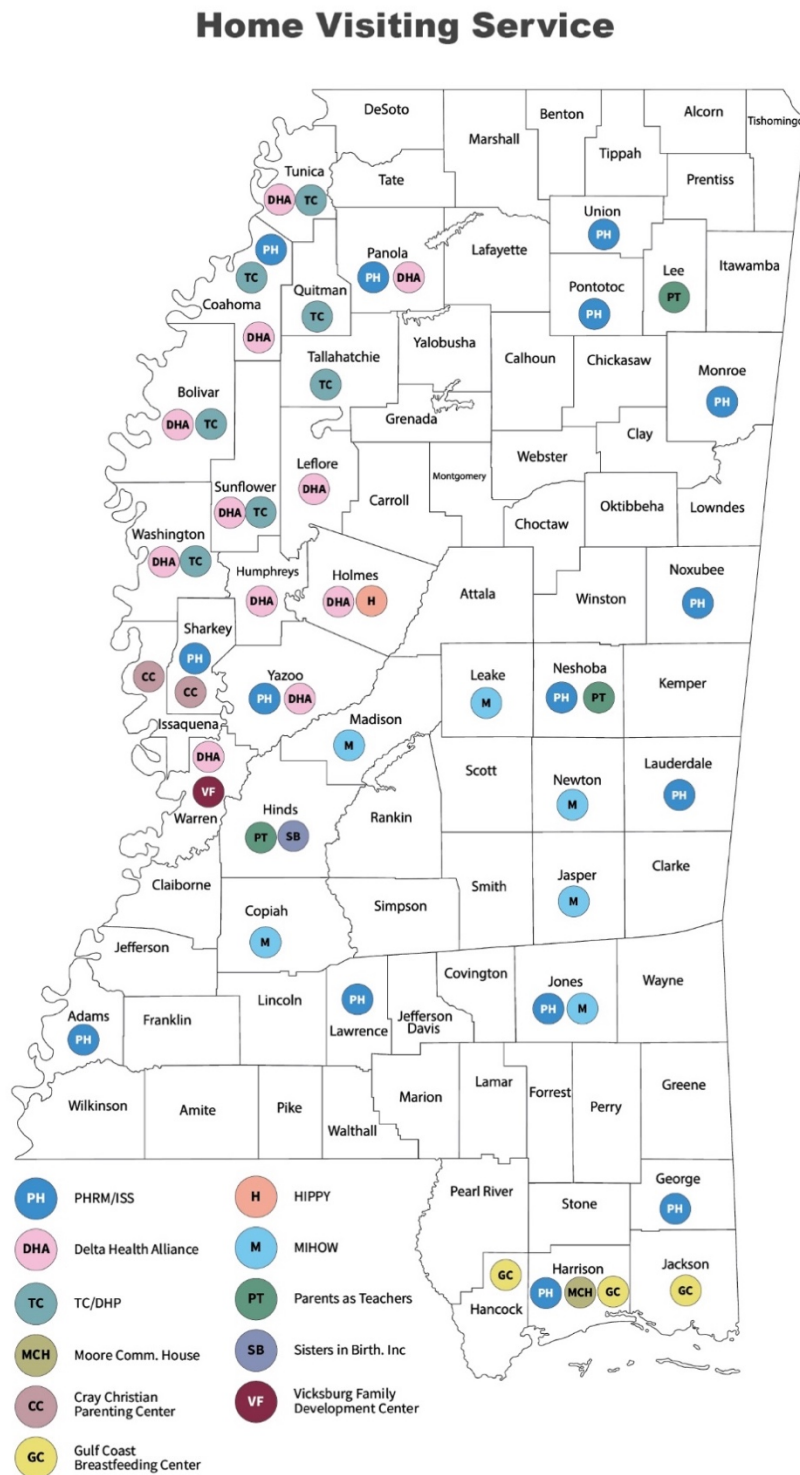 Home Visiting Service
DeSoto
Marshall
Benton
Tippah
Alcorn
Tishomingo
Tunica
DHA TC
Tate
Prentiss
Union
PH
PH
TC
Coahoma
DHA
Quitman
TC
Panola
PH DHA
Lafayette
Pontotoc
PH
Lee
PT
Itawamba
Tallahatchie
TC
Yalobusha
Calhoun
Chickasaw
Monroe
PH
Bolivar
DHA TC
Grenada
Clay
Webster
Leflore
DHA
Sunflower
DHA TC
Carroll
Montgomery
Choctaw
Oktibbeha
Lowndes
Washington
DHA TC
Humphreys
DHA
Holmes
DHA H
Attala
Winston
Noxubee
PH
Sharkey
PH
CC
CC
Issaquena
Yazoo
PH DHA
Leake
M
Neshoba
PH PT
Kemper
Madison
M
DHA
VF
Warren
Hinds
PT SB
Rankin
Scott
Newton
M
Lauderdale
PH
Claiborne
Copiah
M
Simpson
Smith
Jasper
M
Clarke
Jefferson
Adams
PH
Franklin
Lincoln
PH
Lawrence
Jefferson
Davis
Covington
Jones
PH M
Wayne
Wilkinson
Amite
Pike
Walthall
Marion
Lamar
Forrest
Perry
Greene
Pearl River
Stone
George
PH
GC
Hancock
Harrison
PH MCH GC
Jackson
GC
PH PHRM/ISS
DHA Delta Health Alliance
TC TC/DHP
MCH Moore Comm. House
CC Cray Christian
Parenting Center
GC Gulf Coast
Breastfeeding Center
H HIPPY
M MIHOW
PT Parents as Teachers
SB Sisters in Birth. Inc
VF Vicksburg Family
Development Center